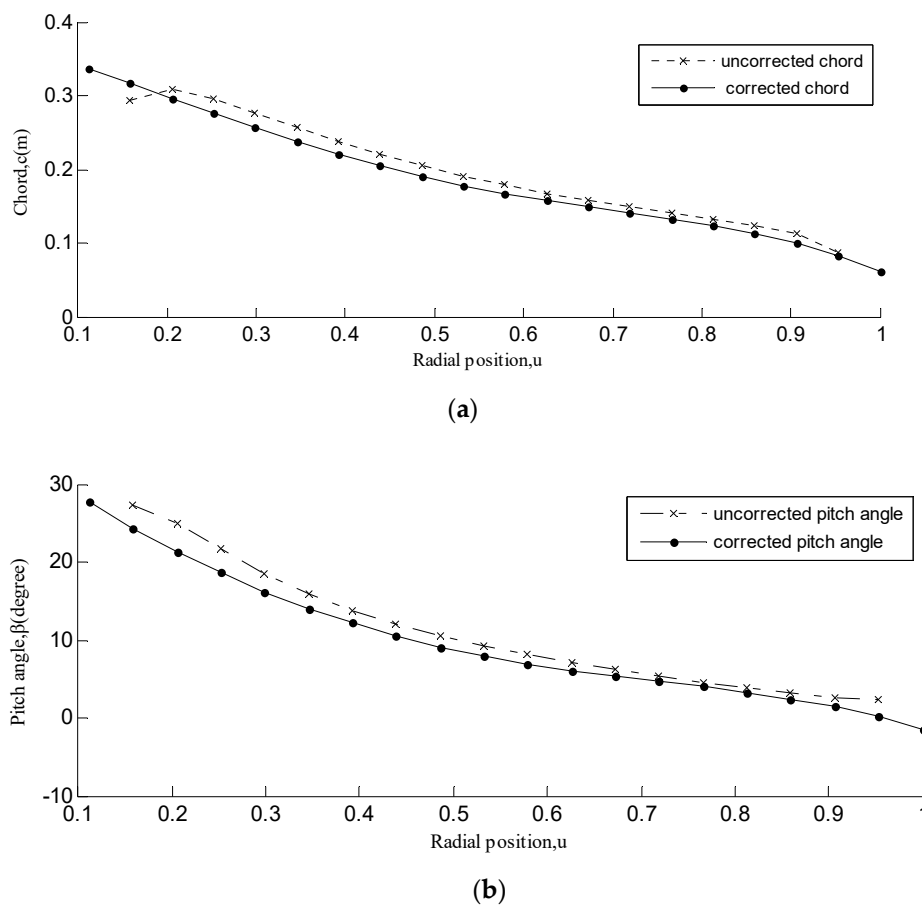 0.4
0.3
0.2
0.1
0
Chord,c(m)
uncorrected chord
corrected chord
0.1 0.2 0.3 0.4 0.5 0.6 0.7 0.8 0.9 1
Radial position,u
(a)
30
20
10
0
-10
Pitch angle,β(degree)
uncorrected pitch angle
corrected pitch angle
0.1 0.2 0.3 0.4 0.5 0.6 0.7 0.8 0.9 1
Radial position,u
(b)